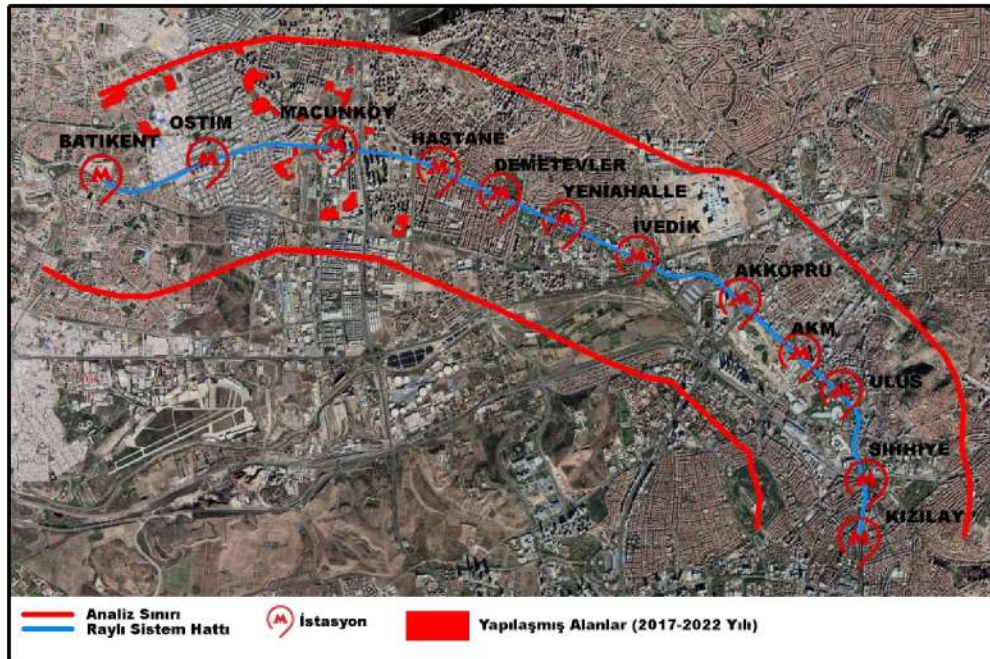 BATIKENT
OSTİM
MACUNKÖY
HASTANE
DEMETEVLER
YENİAHALLE
İVEDİK
AKKÖPRÜ
AKM
ULUS
SIHHIYE
KIZILAY
Analiz Sınırı
Raylı Sistem Hattı
İstasyon
Yapılaşmış Alanlar (2017-2022 Yılı)